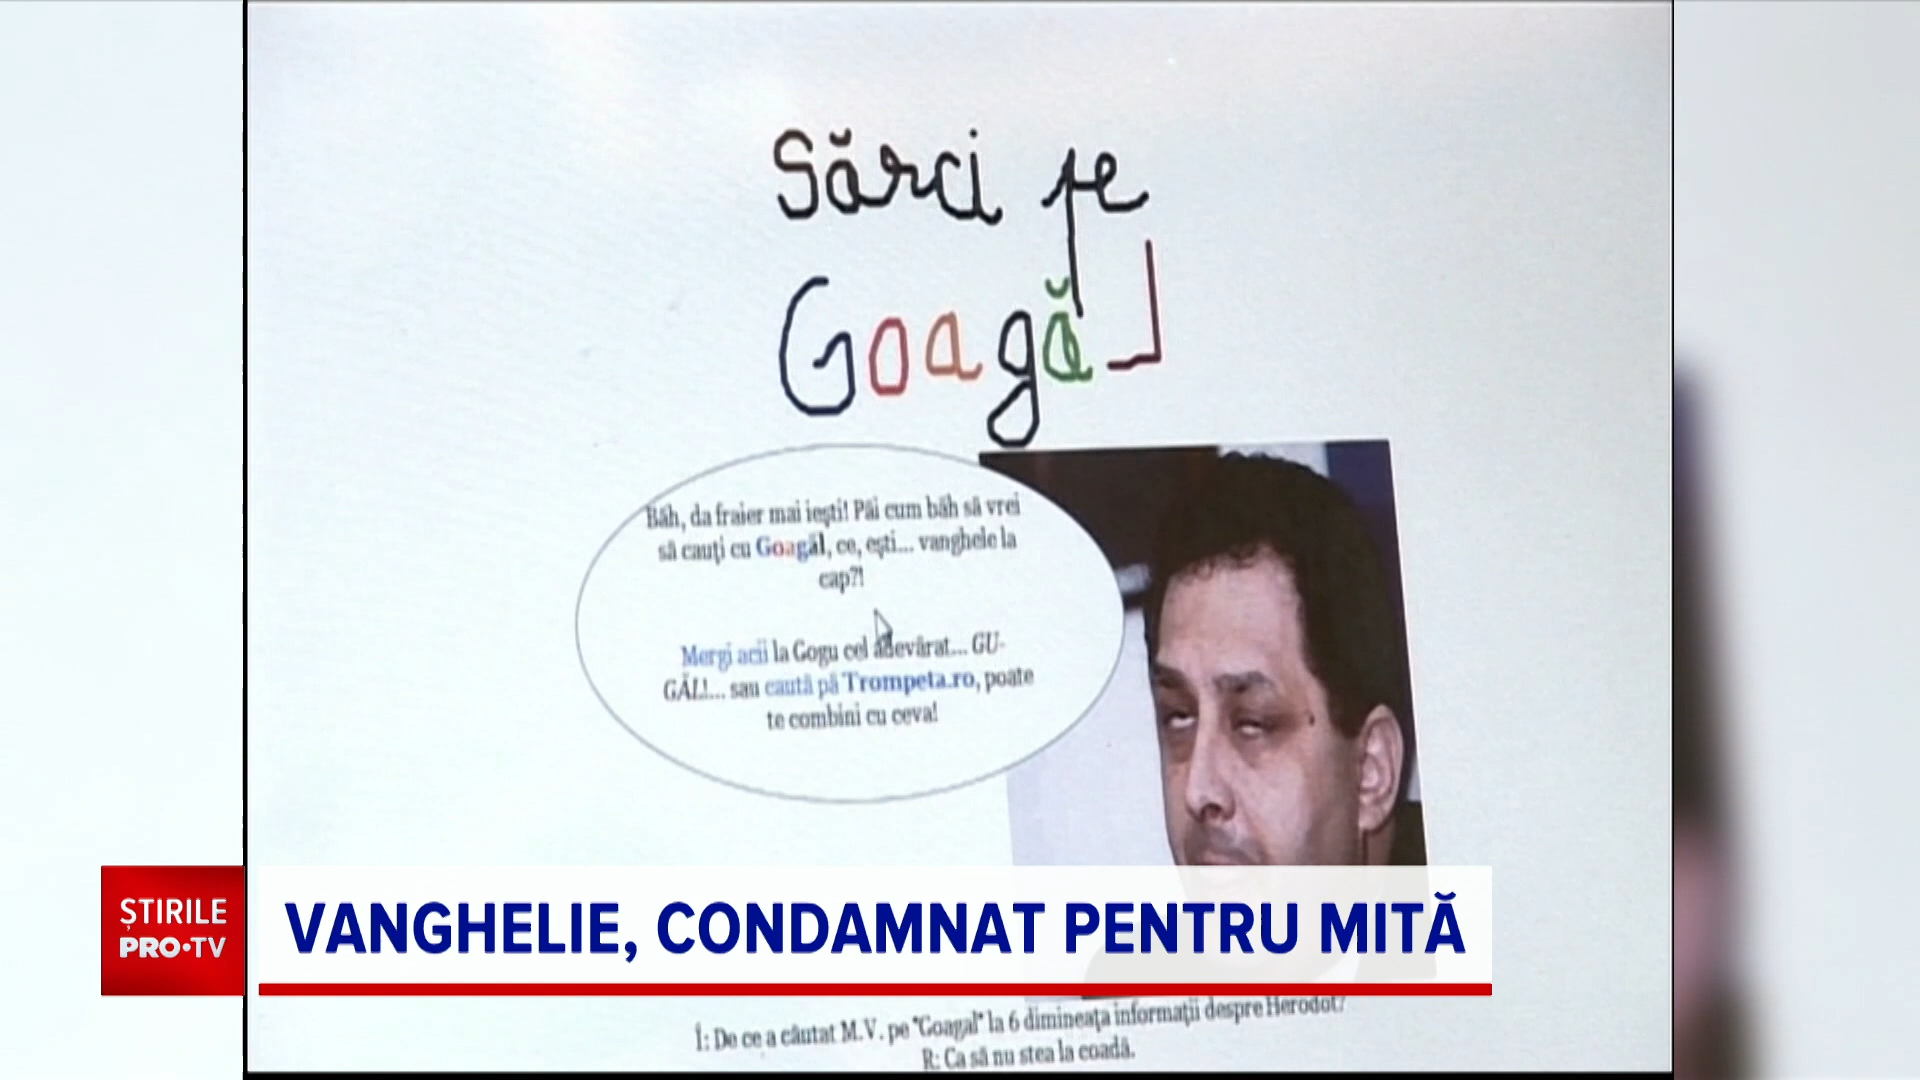 Sărci pe
Goagăl
Băh, da fraier mai ieşti! Păi cum băh să vrei
să cauţi cu Goagăl, ce, eşti... vanghele la
cap?!
Mergi acii la Gogu cel adevărat... GU-
GĂL!... sau caută pă Trompeta.ro, poate
te combini cu ceva!
ȘTIRILE
PRO•TV
VANGHELIE, CONDAMNAT PENTRU MITĂ
Î: De ce a căutat M.V. pe "Goagal" la 6 dimineaţa informaţii despre Herodot?
R: Ca să nu stea la coadă.